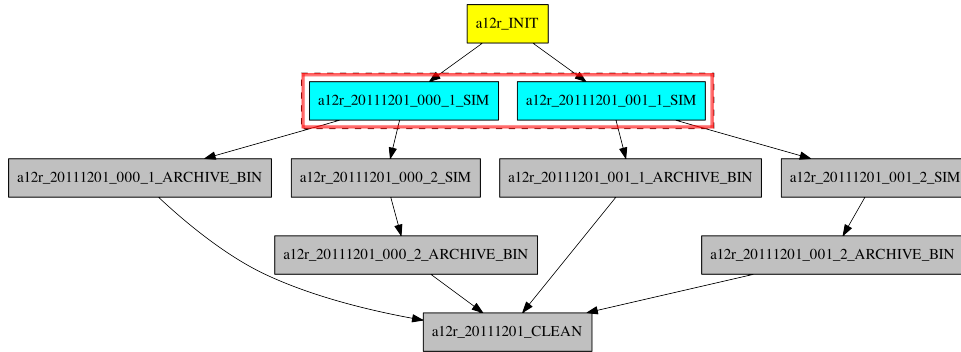 a12r_INIT
a12r_20111201_000_1_SIM
a12r_20111201_001_1_SIM
a12r_20111201_000_1_ARCHIVE_BIN
a12r_20111201_000_2_SIM
a12r_20111201_001_1_ARCHIVE_BIN
a12r_20111201_001_2_SIM
a12r_20111201_000_2_ARCHIVE_BIN
a12r_20111201_001_2_ARCHIVE_BIN
a12r_20111201_CLEAN